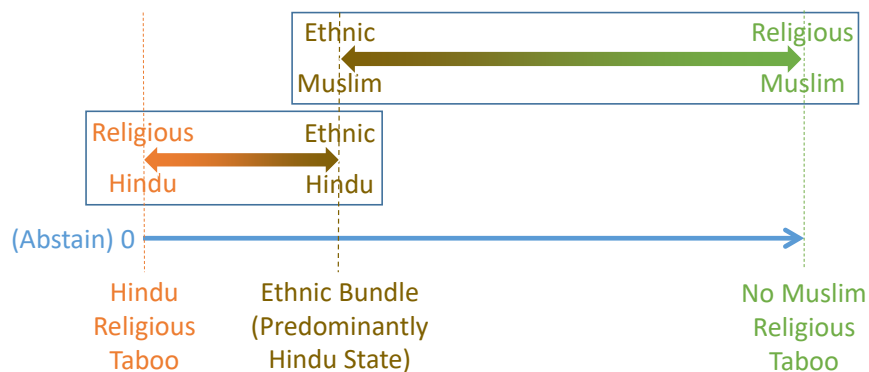 Ethnic Religious
Muslim Muslim
Religious Ethnic
Hindu Hindu
(Abstain) 0
Hindu Ethnic Bundle No Muslim
Religious (Predominantly Religious
Taboo Hindu State) Taboo